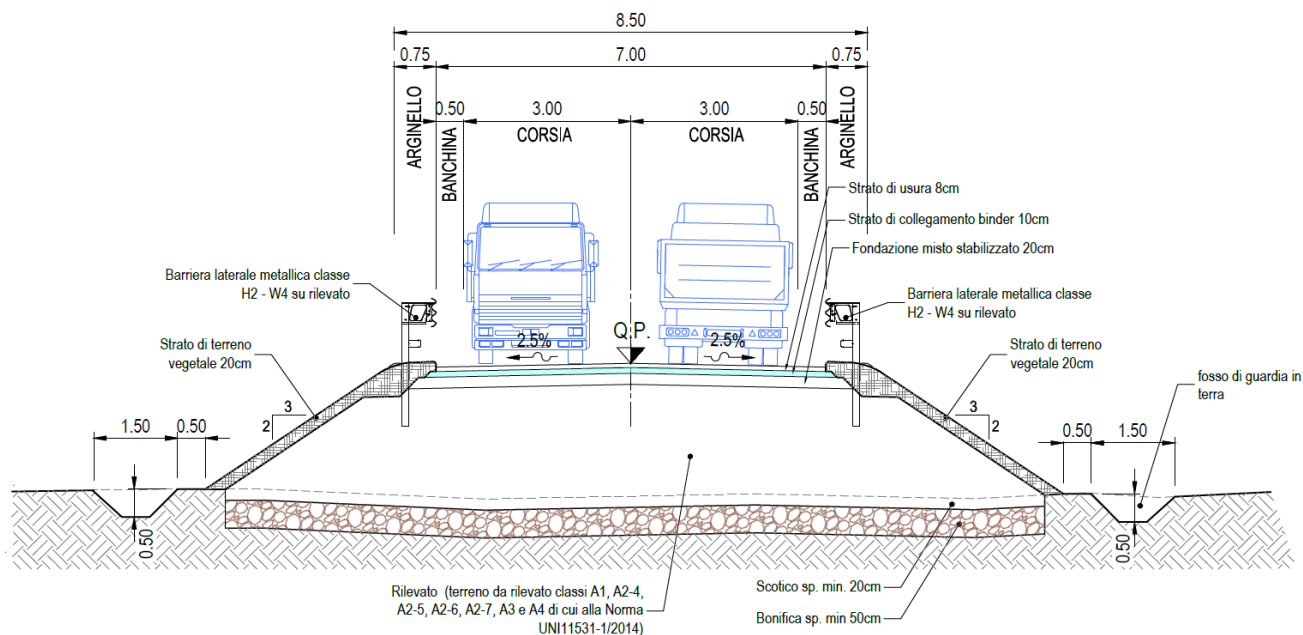 8.50
0.75
7.00
0.75
ARGINELLO
0.50
3.00
3.00
0.50
ARGINELLO
BANCHINA
CORSIA
CORSIA
BANCHINA
Strato di usura 8cm
Strato di collegamento binder 10cm
Fondazione misto stabilizzato 20cm
Barriera laterale metallica classe
H2 - W4 su rilevato
Barriera laterale metallica classe
H2 - W4 su rilevato
Q.P.
2.5%
2.5%
Strato di terreno
vegetale 20cm
Strato di terreno
vegetale 20cm
fosso di guardia in
terra
3
2
3
2
1.50
0.50
0.50
1.50
0.50
0.50
Rilevato (terreno da rilevato classi A1, A2-4,
A2-5, A2-6, A2-7, A3 e A4 di cui alla Norma
UNI11531-1/2014)
Scotico sp. min. 20cm
Bonifica sp. min 50cm